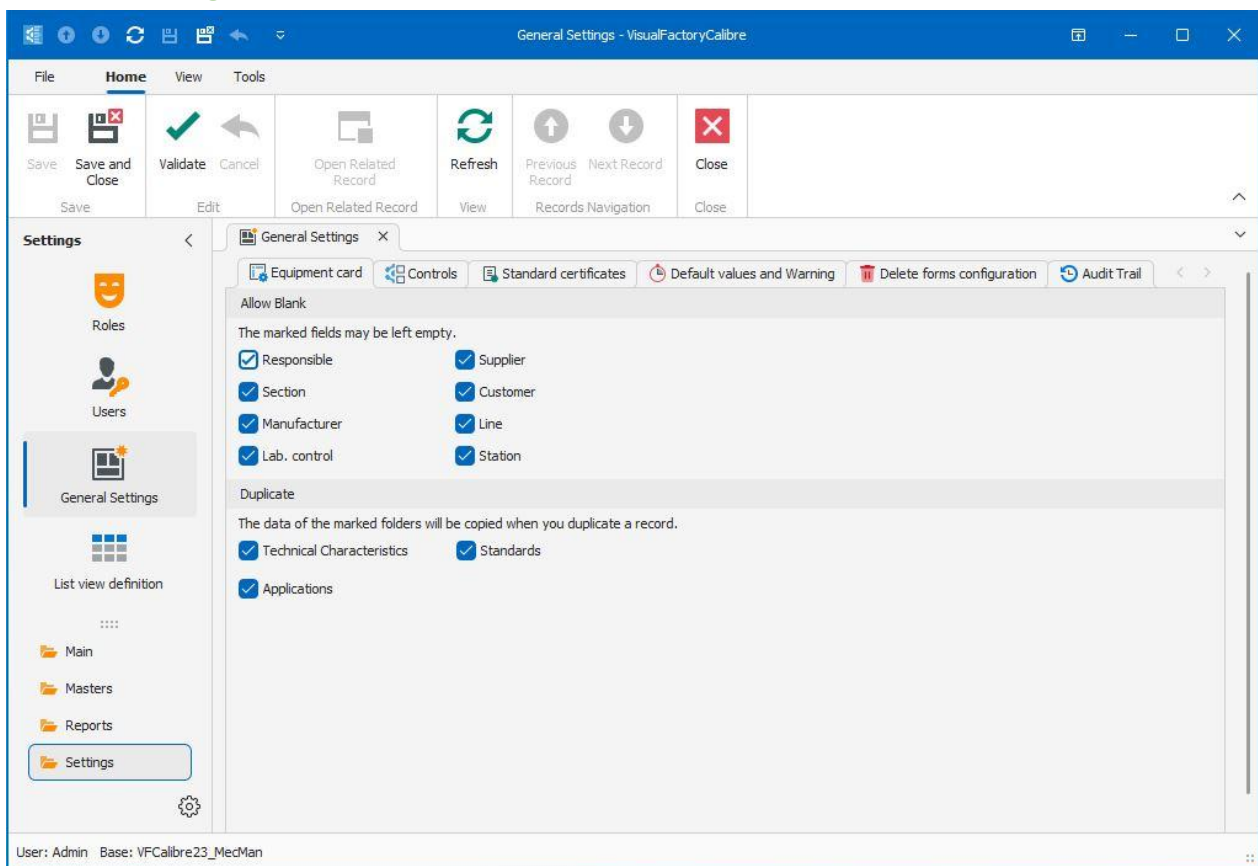 General Settings - VisualFactoryCalibre
File Home View Tools
Save Save and Close Validate Cancel Open Related Record Refresh Previous Record Next Record Close
Save Edit Open Related Record View Records Navigation Close
Settings
Roles
Users
General Settings
List view definition
Main
Masters
Reports
Settings
General Settings
Equipment card Controls Standard certificates Default values and Warning Delete forms configuration Audit Trail
Allow Blank
The marked fields may be left empty.
Responsible Supplier
Section Customer
Manufacturer Line
Lab. control Station
Duplicate
The data of the marked folders will be copied when you duplicate a record.
Technical Characteristics Standards
Applications
User: Admin Base: VFCalibre23_MecMan